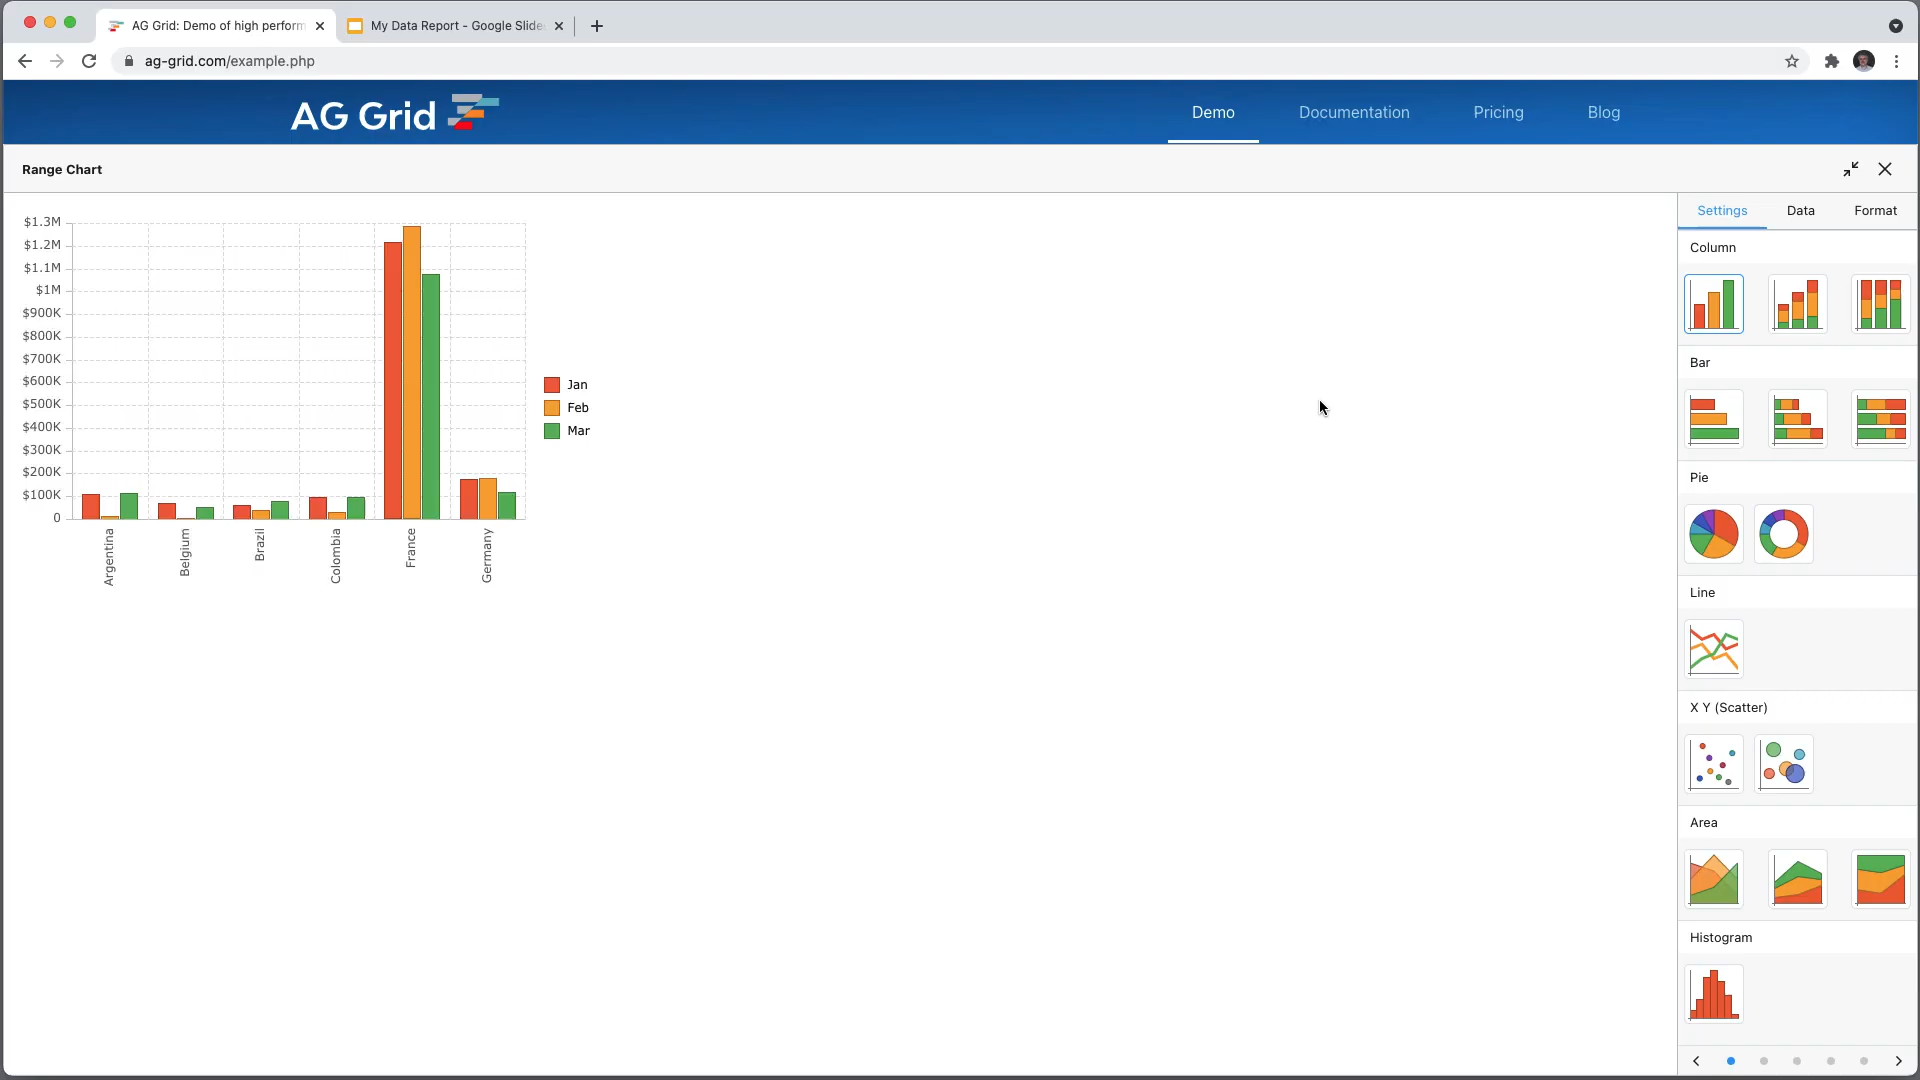 AG Grid: Demo of high perform
My Data Report - Google Slide
ag-grid.com/example.php
AG Grid
Demo
Documentation
Pricing
Blog
Range Chart
Settings
Data
Format
$1.3M
$1.2M
$1.1M
$1M
$900K
$800K
$700K
$600K
$500K
$400K
$300K
$200K
$100K
0
Argentina
Belgium
Brazil
Colombia
France
Germany
Jan
Feb
Mar
Column
Bar
Pie
Line
X Y (Scatter)
Area
Histogram